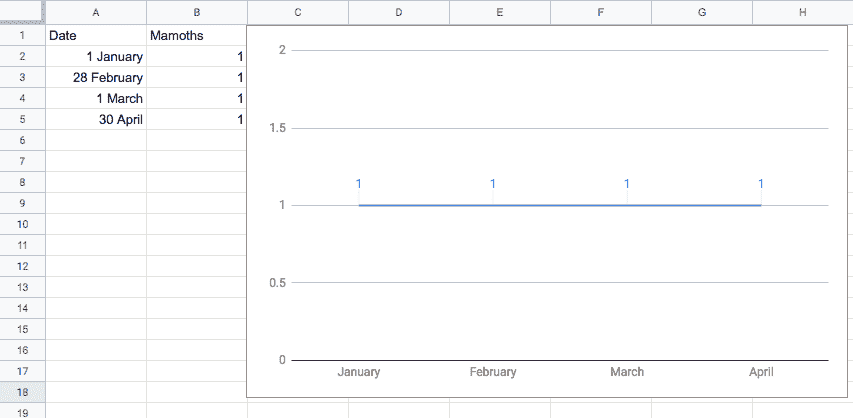 A B C D E F G H
1 Date Mamoths
2 1 January 1
3 28 February 1
4 1 March 1
5 30 April 1
6
7
8
9
10
11
12
13
14
15
16
17
18
19
2
1.5
1 1 1 1
1
0.5
0
January February March April